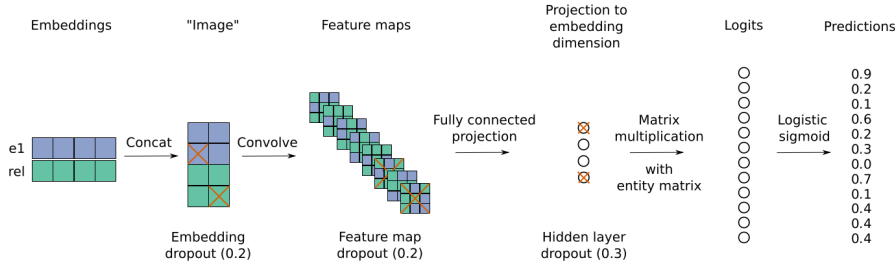 Embeddings
"Image"
Feature maps
Projection to
embedding
dimension
Logits
Predictions
e1
rel
Concat
Convolve
Fully connected
projection
Matrix
multiplication
with
entity matrix
Logistic
sigmoid
0.9
0.2
0.1
0.6
0.2
0.3
0.0
0.7
0.1
0.4
0.4
0.4
Embedding
dropout (0.2)
Feature map
dropout (0.2)
Hidden layer
dropout (0.3)